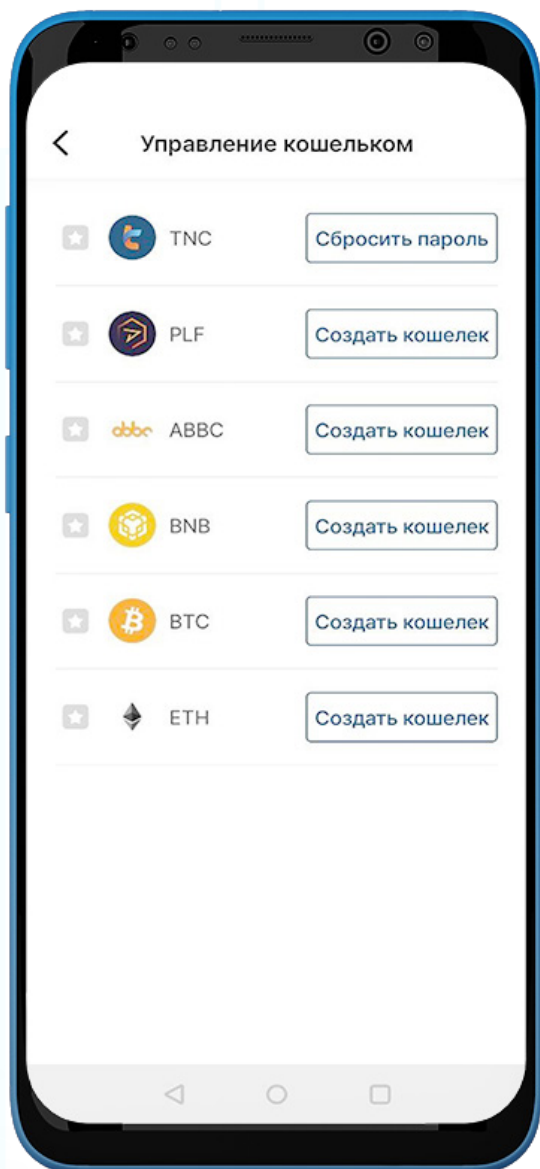 Управление кошельком
TNC Сбросить пароль
PLF Создать кошелек
abbc ABBC Создать кошелек
BNB Создать кошелек
BTC Создать кошелек
ETH Создать кошелек